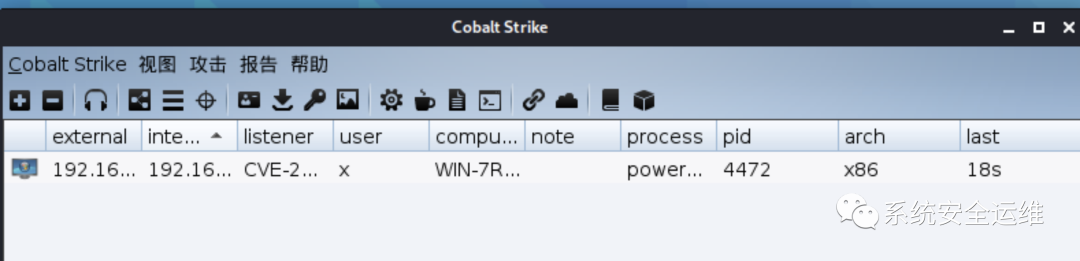 Cobalt Strike
Cobalt Strike 视图 攻击 报告 帮助
external inte... listener user compu... note process pid arch last
192.16... 192.16... CVE-2... x WIN-7R... power... 4472 x86 18s
系统安全运维